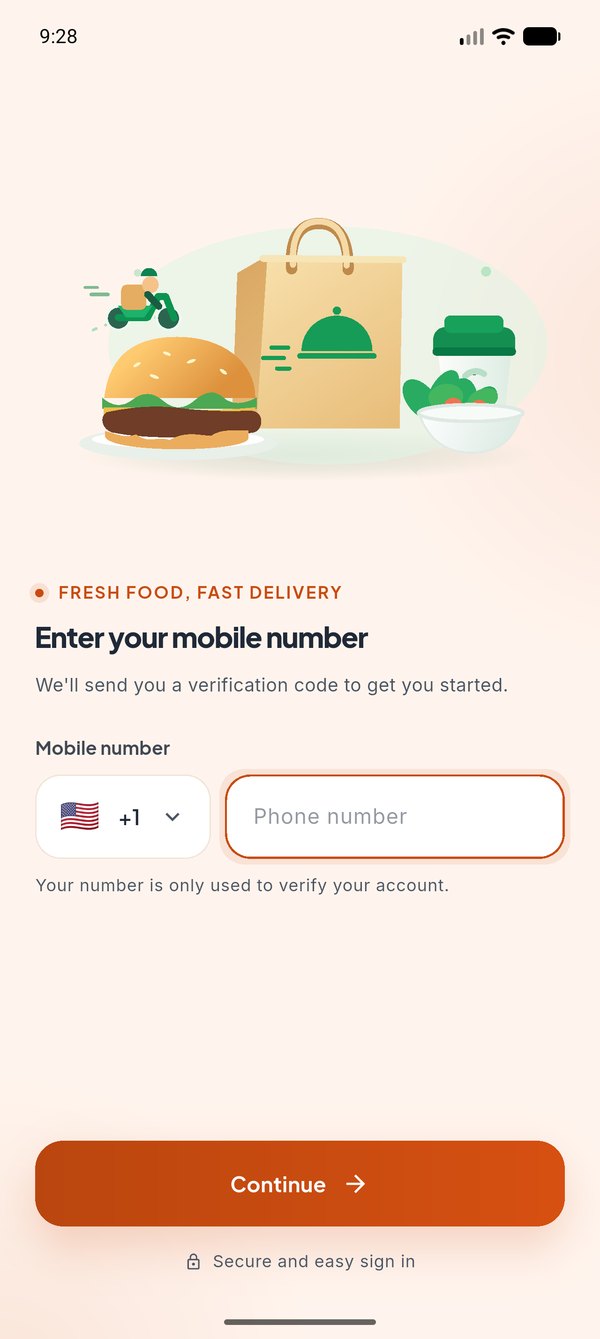 9:28
FRESH FOOD, FAST DELIVERY
Enter your mobile number
We'll send you a verification code to get you started.
Mobile number
+1
Phone number
Your number is only used to verify your account.
Continue
Secure and easy sign in